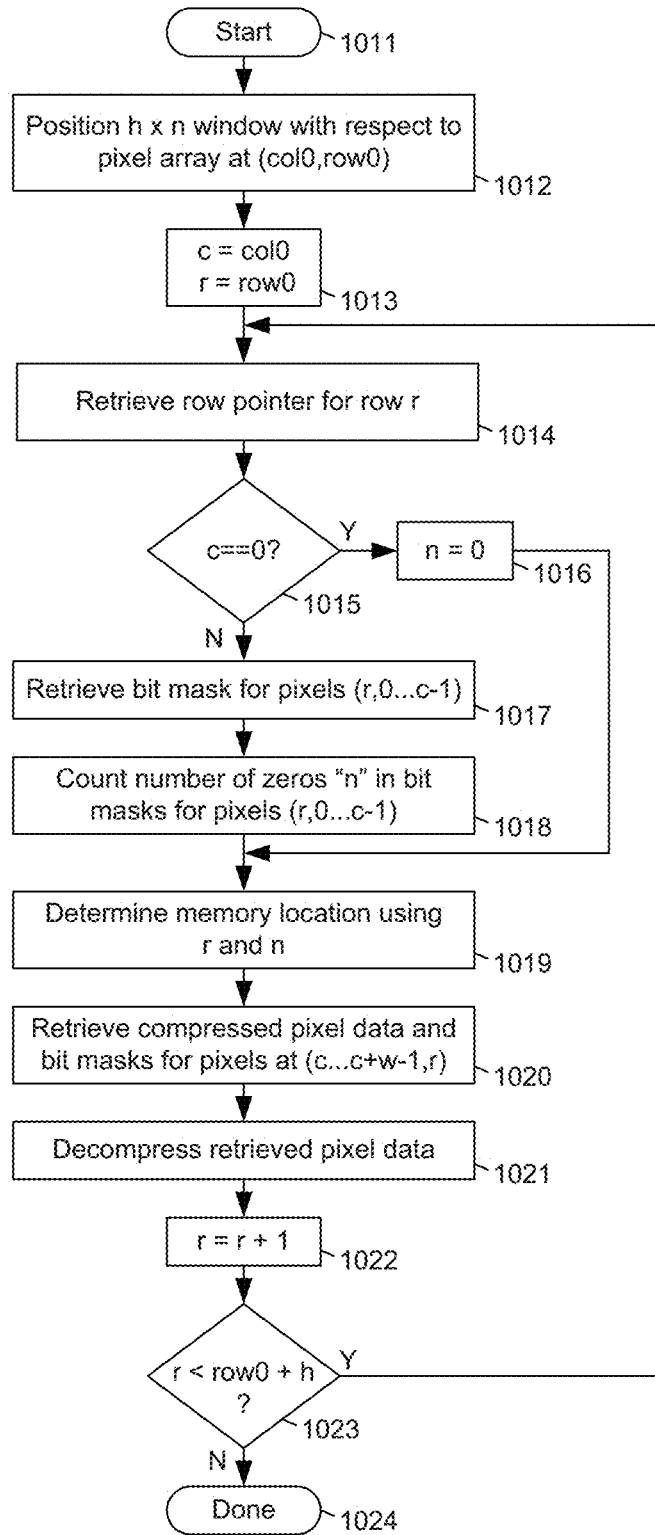 Start
1011
Position h x n window with respect to
pixel array at (col0,row0)
1012
c = col0
r = row0
1013
Retrieve row pointer for row r
1014
c==0?
Y
1015
n = 0
1016
N
Retrieve bit mask for pixels (r,0...c-1)
1017
Count number of zeros “n” in bit
masks for pixels (r,0...c-1)
1018
Determine memory location using
r and n
1019
Retrieve compressed pixel data and
bit masks for pixels at (c...c+w-1,r)
1020
Decompress retrieved pixel data
1021
r = r + 1
1022
r < row0 + h
?
Y
1023
N
Done
1024